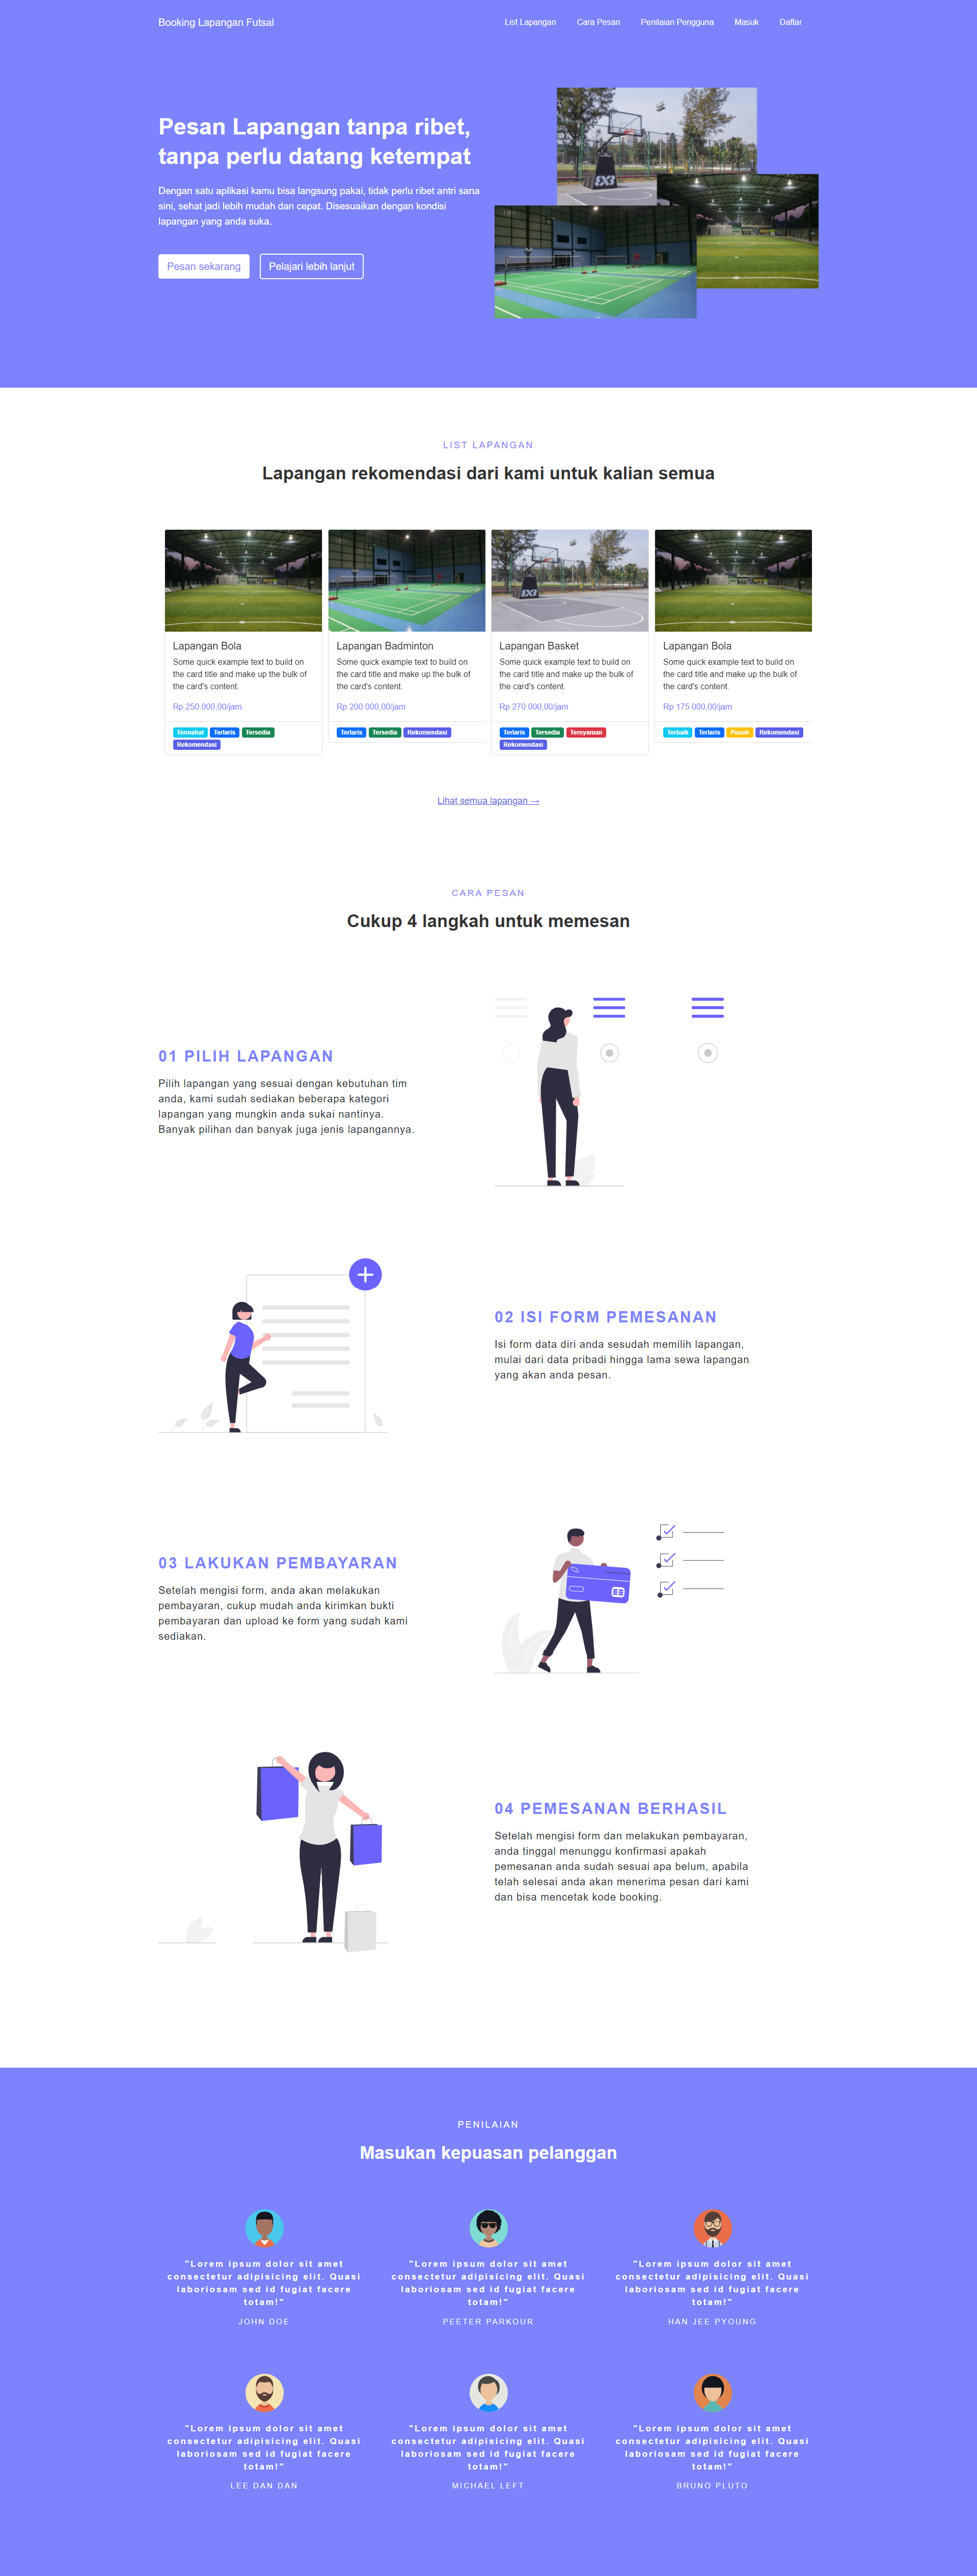 Booking Lapangan Futsal
List Lapangan
Cara Pesan
Penilaian Pengguna
Masuk
Daftar
Pesan Lapangan tanpa ribet,
tanpa perlu datang ketempat
Dengan satu aplikasi kamu bisa langsung pakai, tidak perlu ribet antri sana
sini, sehat jadi lebih mudah dan cepat. Disesuaikan dengan kondisi
lapangan yang anda suka.
Pesan sekarang
Pelajari lebih lanjut
LIST LAPANGAN
Lapangan rekomendasi dari kami untuk kalian semua
Lapangan Bola
Some quick example text to build on
the card title and make up the bulk of
the card's content.
Rp 250.000,00/jam
Termahal Terlaris Tersedia
Rekomendasi
Lapangan Badminton
Some quick example text to build on
the card title and make up the bulk of
the card's content.
Rp 200.000,00/jam
Terlaris Tersedia Rekomendasi
Lapangan Basket
Some quick example text to build on
the card title and make up the bulk of
the card's content.
Rp 270.000,00/jam
Terlaris Tersedia Ternyaman
Rekomendasi
Lapangan Bola
Some quick example text to build on
the card title and make up the bulk of
the card's content.
Rp 175.000,00/jam
Terbaik Terlaris Penuh Rekomendasi
Lihat semua lapangan →
CARA PESAN
Cukup 4 langkah untuk memesan
01 PILIH LAPANGAN
Pilih lapangan yang sesuai dengan kebutuhan tim
anda, kami sudah sediakan beberapa kategori
lapangan yang mungkin anda sukai nantinya.
Banyak pilihan dan banyak juga jenis lapangannya.
02 ISI FORM PEMESANAN
Isi form data diri anda sesudah memilih lapangan,
mulai dari data pribadi hingga lama sewa lapangan
yang akan anda pesan.
03 LAKUKAN PEMBAYARAN
Setelah mengisi form, anda akan melakukan
pembayaran, cukup mudah anda kirimkan bukti
pembayaran dan upload ke form yang sudah kami
sediakan.
04 PEMESANAN BERHASIL
Setelah mengisi form dan melakukan pembayaran,
anda tinggal menunggu konfirmasi apakah
pemesanan anda sudah sesuai apa belum, apabila
telah selesai anda akan menerima pesan dari kami
dan bisa mencetak kode booking.
PENILAIAN
Masukan kepuasan pelanggan
"Lorem ipsum dolor sit amet
consectetur adipisicing elit. Quasi
laboriosam sed id fugiat facere
totam!"
JOHN DOE
"Lorem ipsum dolor sit amet
consectetur adipisicing elit. Quasi
laboriosam sed id fugiat facere
totam!"
PEETER PARKOUR
"Lorem ipsum dolor sit amet
consectetur adipisicing elit. Quasi
laboriosam sed id fugiat facere
totam!"
HAN JEE PYOUNG
"Lorem ipsum dolor sit amet
consectetur adipisicing elit. Quasi
laboriosam sed id fugiat facere
totam!"
LEE DAN DAN
"Lorem ipsum dolor sit amet
consectetur adipisicing elit. Quasi
laboriosam sed id fugiat facere
totam!"
MICHAEL LEFT
"Lorem ipsum dolor sit amet
consectetur adipisicing elit. Quasi
laboriosam sed id fugiat facere
totam!"
BRUNO PLUTO